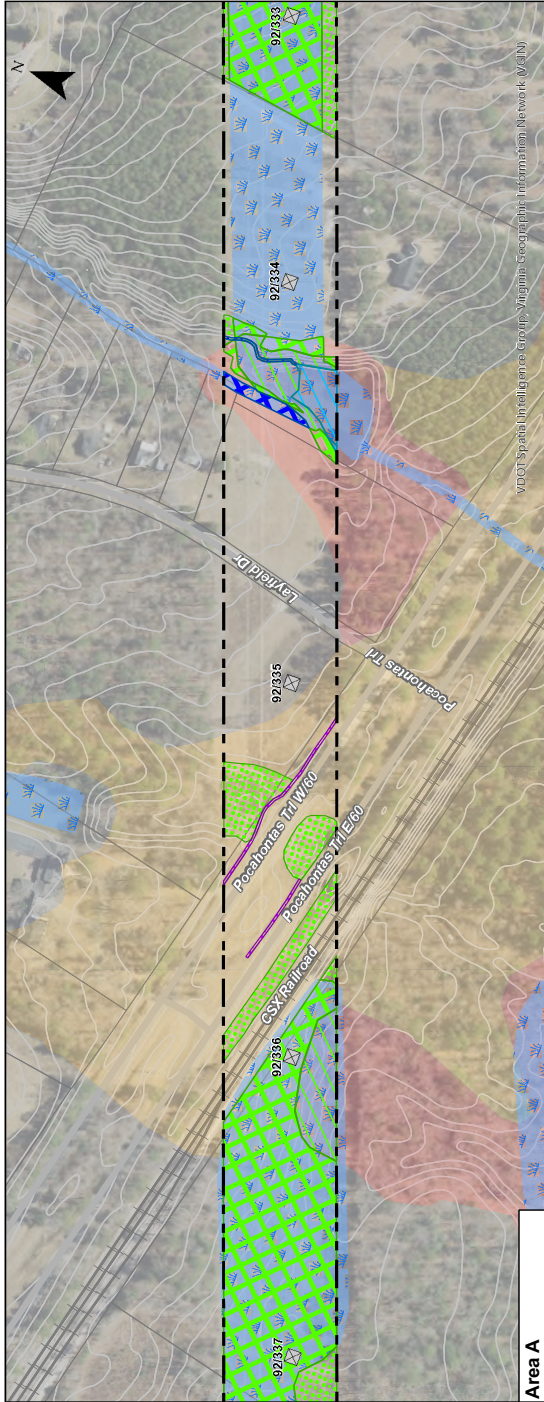 N
92/333
92/334
Layfield Dr
92/335
Pocahontas Trl
Pocahontas Trl W/60
Pocahontas Trl E/60
CSX Railroad
92/336
92/337
VDOT Spatial Intelligence Group, Virginia Geographic Information Network (VGIN)
Area A